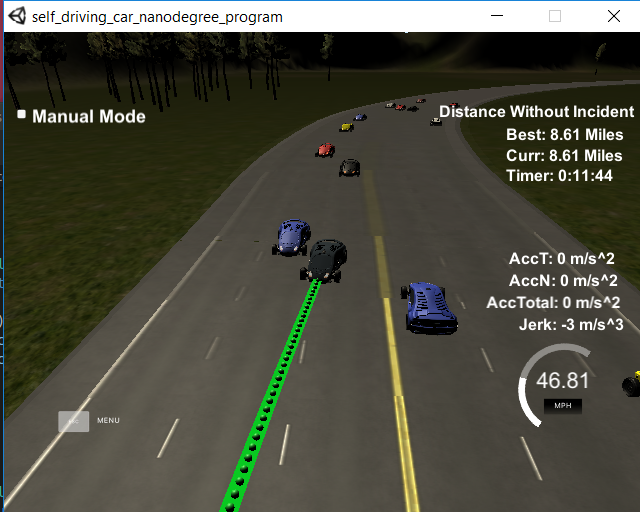 self_driving_car_nanodegree_program
Manual Mode
Distance Without Incident
Best: 8.61 Miles
Curr: 8.61 Miles
Timer: 0:11:44
AccT: 0 m/s^2
AccN: 0 m/s^2
AccTotal: 0 m/s^2
Jerk: -3 m/s^3
46.81
MPH
MENU